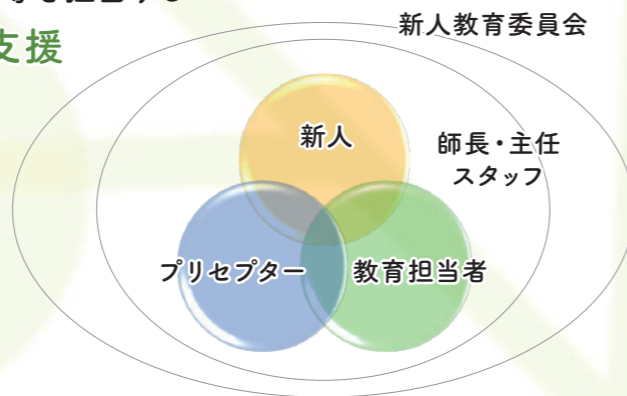 支援
新人教育委員会
新人
師長・主任
スタッフ
プリセプター
教育担当者